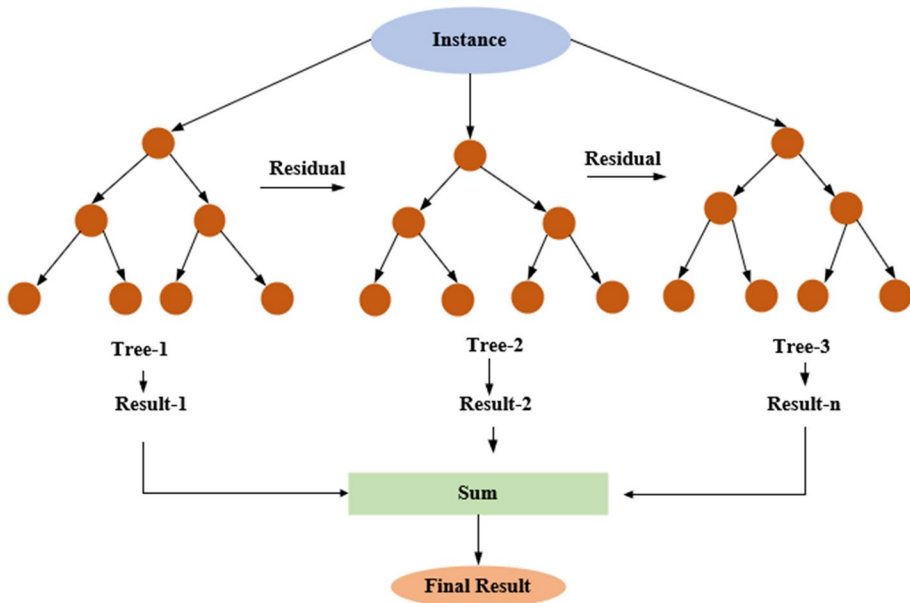 Instance
Residual
Residual
Tree-1
Tree-2
Tree-3
Result-1
Result-2
Result-n
Sum
Final Result